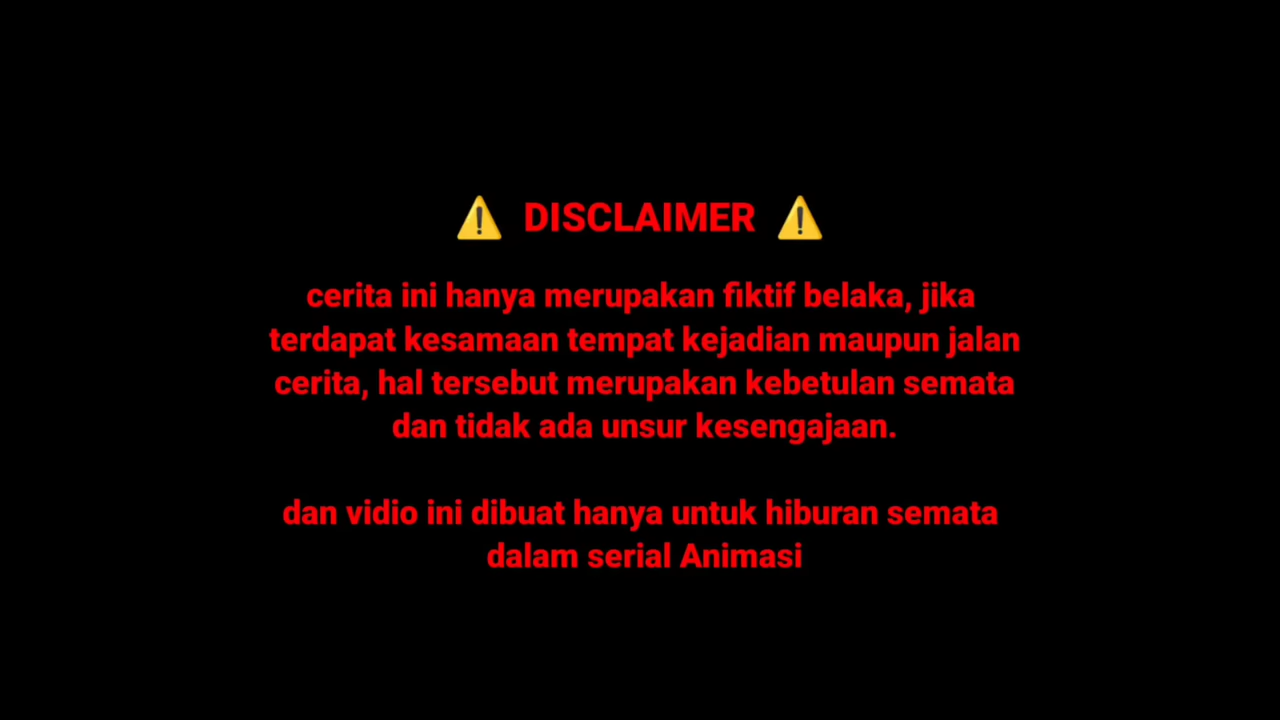 ⚠️ DISCLAIMER ⚠️
cerita ini hanya merupakan fiktif belaka, jika
terdapat kesamaan tempat kejadian maupun jalan
cerita, hal tersebut merupakan kebetulan semata
dan tidak ada unsur kesengajaan.
dan vidio ini dibuat hanya untuk hiburan semata
dalam serial Animasi